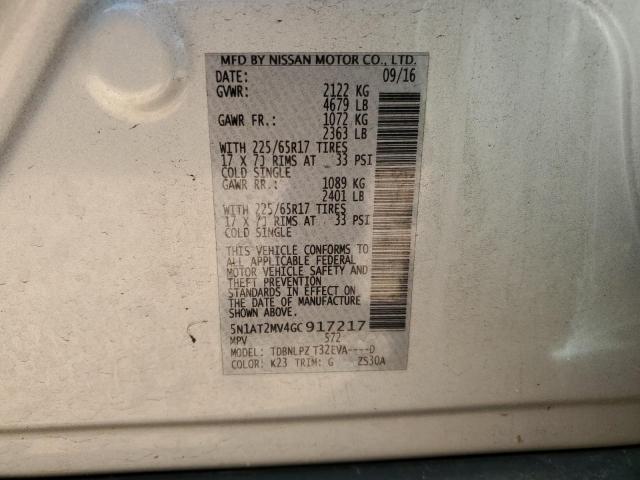 MFD BY NISSAN MOTOR CO., LTD.
DATE: 09/16
GVWR: 2122 KG
4679 LB
GAWR FR.: 1072 KG
2363 LB
WITH 225/65R17 TIRES
17 X 7J RIMS AT 33 PSI
COLD SINGLE
GAWR RR.: 1089 KG
2401 LB
WITH 225/65R17 TIRES
17 X 7J RIMS AT 33 PSI
COLD SINGLE
THIS VEHICLE CONFORMS TO
ALL APPLICABLE FEDERAL
MOTOR VEHICLE SAFETY AND
THEFT PREVENTION
STANDARDS IN EFFECT ON
THE DATE OF MANUFACTURE
SHOWN ABOVE.
5N1AT2MV4GC917217
MPV 572
MODEL: TDBNLPZ T32EVA----D
COLOR: K23 TRIM: G ZS30A